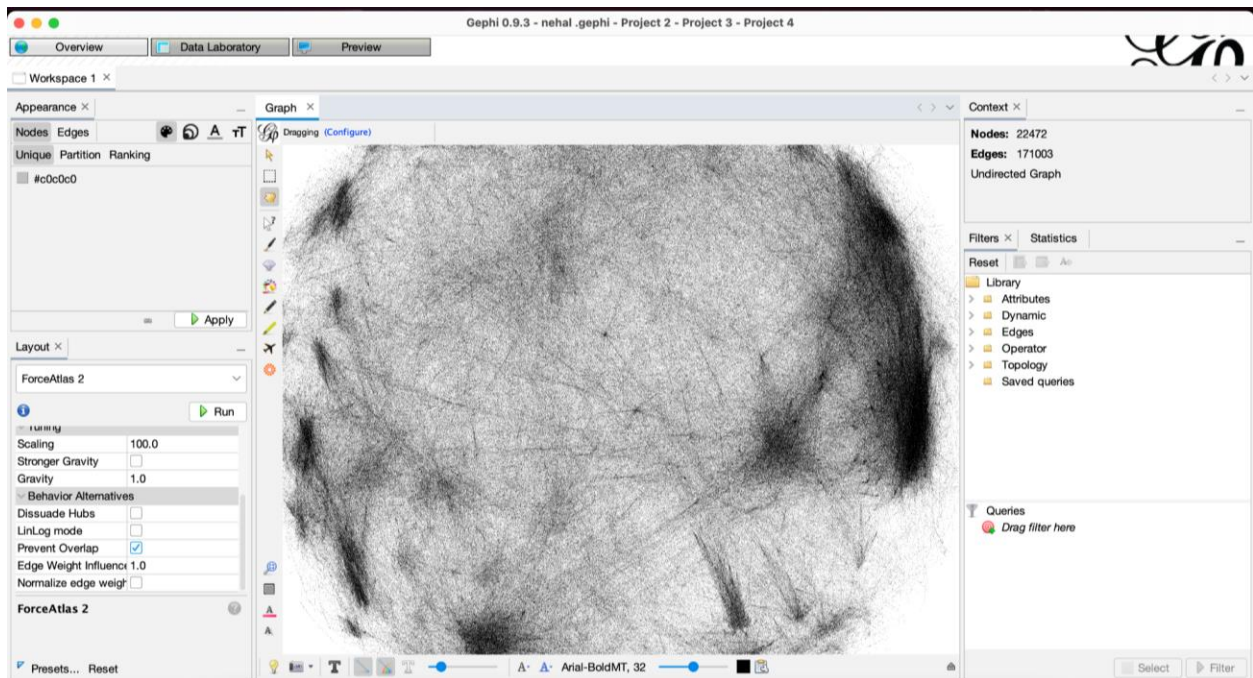 Gephi 0.9.3 - nehal .gephi - Project 2 - Project 3 - Project 4
Overview
Data Laboratory
Preview
Workspace 1
Appearance
Nodes Edges
Unique Partition Ranking
#c0c0c0
Apply
Layout
ForceAtlas 2
Run
Tuning
Scaling 100.0
Stronger Gravity
Gravity 1.0
Behavior Alternatives
Dissuade Hubs
LinLog mode
Prevent Overlap
Edge Weight Influence 1.0
Normalize edge weigh
ForceAtlas 2
Presets... Reset
Graph
Dragging (Configure)
Arial-BoldMT, 32
Context
Nodes: 22472
Edges: 171003
Undirected Graph
Filters Statistics
Reset
Library
Attributes
Dynamic
Edges
Operator
Topology
Saved queries
Queries
Drag filter here
Select Filter